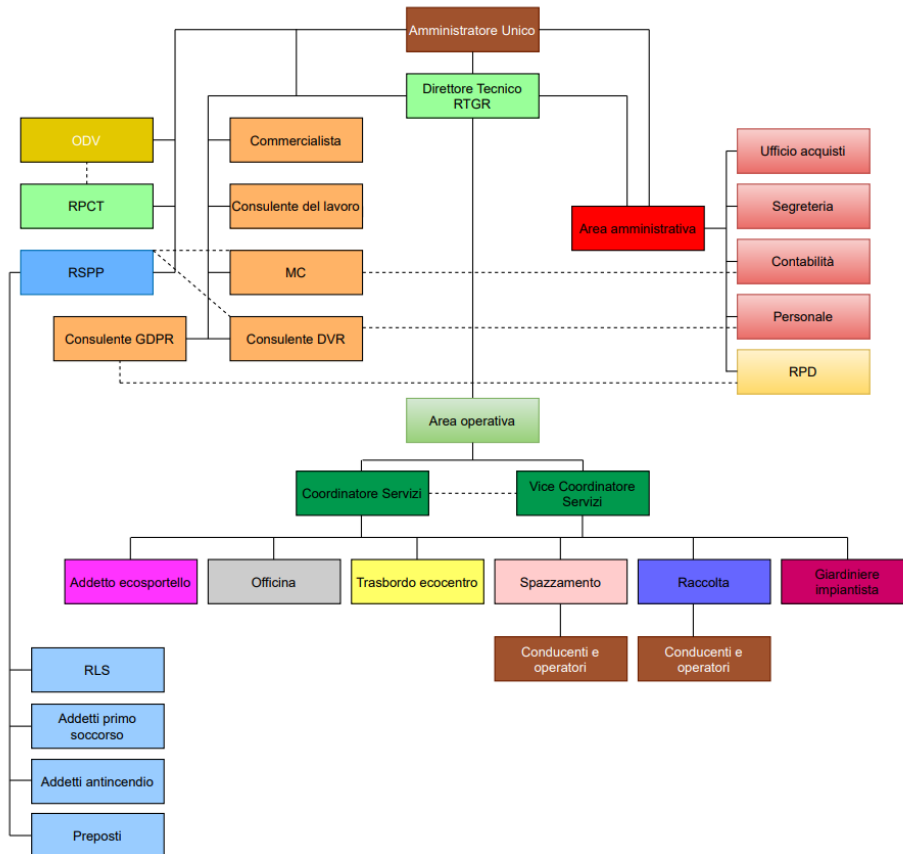 Amministratore Unico
Direttore Tecnico
RTGR
ODV
Commercialista
Ufficio acquisti
RPCT
Consulente del lavoro
Segreteria
Area amministrativa
RSPP
MC
Contabilità
Consulente GDPR
Consulente DVR
Personale
RPD
Area operativa
Coordinatore Servizi
Vice Coordinatore
Servizi
Addetto ecosportello
Officina
Trasbordo ecocentro
Spazzamento
Raccolta
Giardiniere
impiantista
Conducenti e
operatori
Conducenti e
operatori
RLS
Addetti primo
soccorso
Addetti antincendio
Preposti